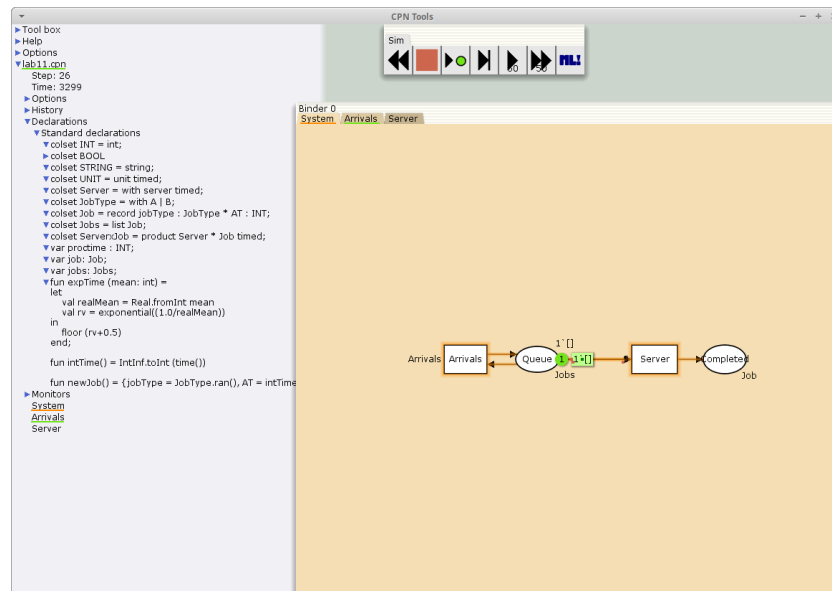 CPN Tools
Tool box
Help
Options
lab11.cpn
Step: 26
Time: 3299
Options
History
Declarations
Standard declarations
colset INT = int;
colset BOOL
colset STRING = string;
colset UNIT = unit timed;
colset Server = with server timed;
colset JobType = with A | B;
colset Job = record jobType : JobType * AT : INT;
colset Jobs = list Job;
colset ServerxJob = product Server * Job timed;
var proctime : INT;
var job: Job;
var jobs: Jobs;
fun expTime (mean: int) =
let
val realMean = Real.fromInt mean
val rv = exponential((1.0/realMean))
in
floor (rv+0.5)
end;
fun intTime() = IntInf.toInt (time())
fun newJob() = {jobType = JobType.ran(), AT = intTime
Monitors
System
Arrivals
Server
Sim
50
ML!
Binder 0
System Arrivals Server
1`[]
Arrivals Arrivals Queue 1 1`[] Server Completed
Jobs Job